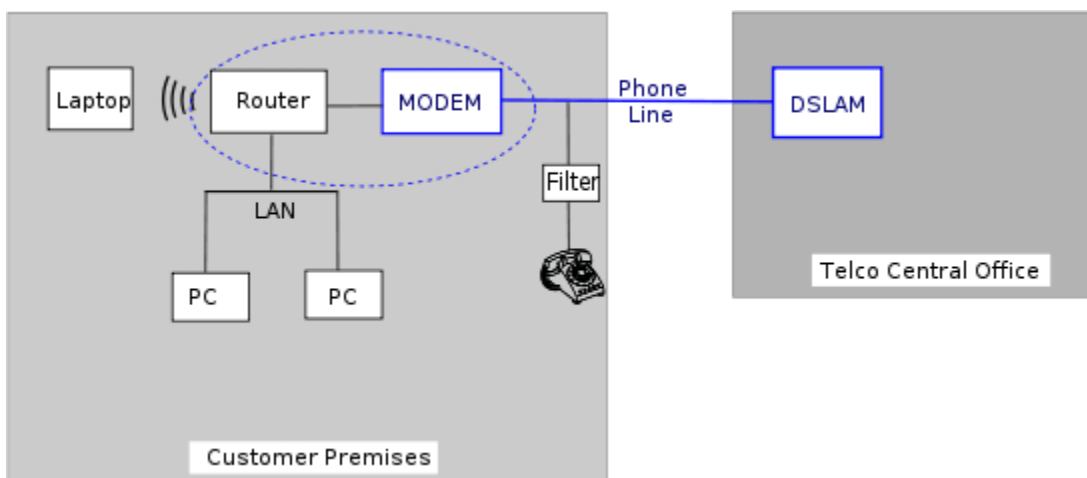 Laptop
Router
MODEM
Phone
Line
DSLAM
Filter
LAN
PC
PC
Telco Central Office
Customer Premises